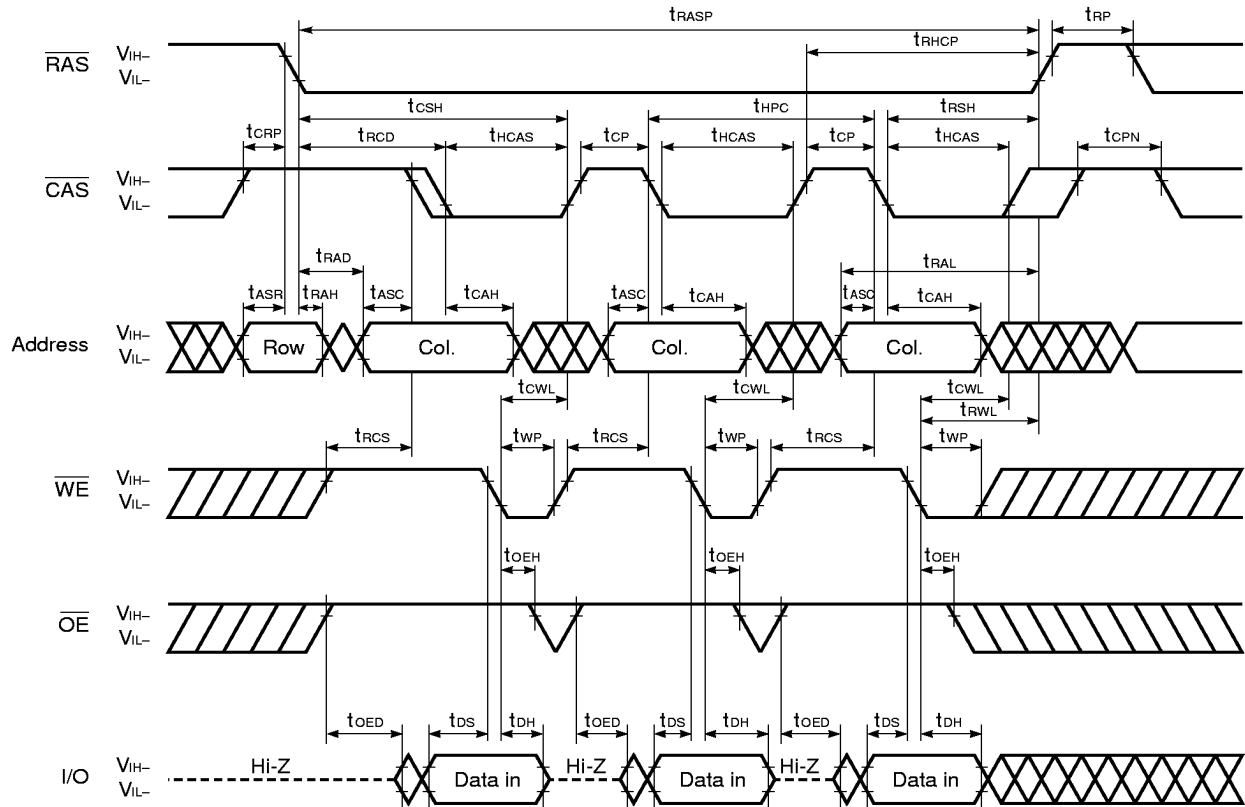 tRASP tRP
tRHCP
RAS VIH– VIL–
tCSH tHPC tRSH
tCRP tRCD tHCAS tCP tHCAS tCP tHCAS tCPN
CAS VIH– VIL–
tRAD tRAL
tASR tRAH tASC tCAH tASC tCAH tASC tCAH
Address VIH– VIL– Row Col. Col. Col.
tCWL tCWL tCWL
tRWL
tRCS tWP tRCS tWP tRCS tWP
WE VIH– VIL–
tOEH tOEH tOEH
OE VIH– VIL–
tOED tDS tDH tOED tDS tDH tOED tDS tDH
I/O VIH– VIL– Hi-Z Data in Hi-Z Data in Hi-Z Data in